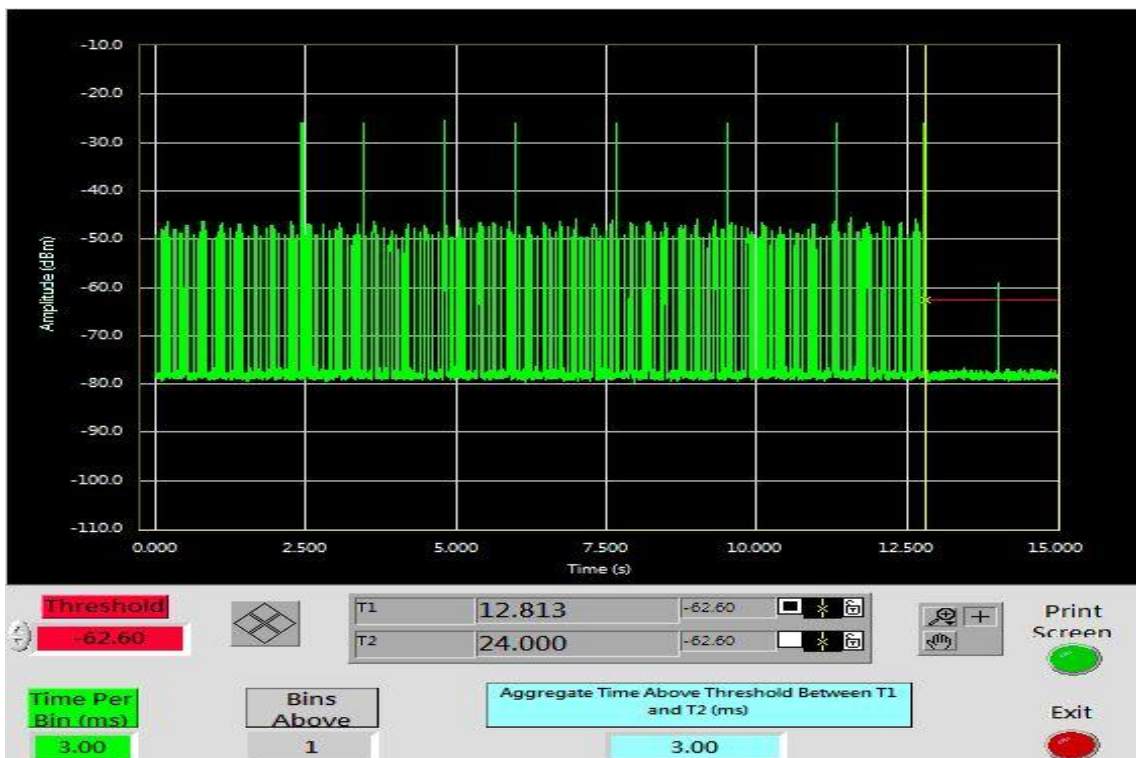 -10.0
-20.0
-30.0
-40.0
-50.0
-60.0
-70.0
-80.0
-90.0
-100.0
-110.0
Amplitude (dBm)
0.000 2.500 5.000 7.500 10.000 12.500 15.000
Time (s)
Threshold
-62.60
T1 12.813 -62.60
T2 24.000 -62.60
Print
Screen
Time Per
Bin (ms)
3.00
Bins
Above
1
Aggregate Time Above Threshold Between T1
and T2 (ms)
3.00
Exit